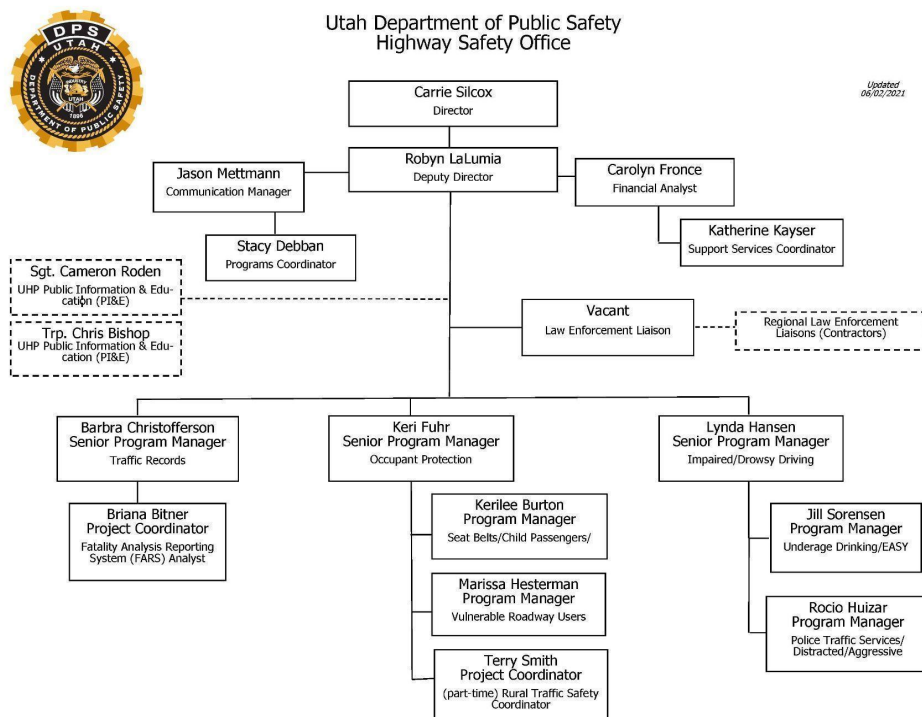 DPS
UTAH
DEPARTMENT OF PUBLIC SAFETY
INDUSTRY
UTAH
1896
Utah Department of Public Safety
Highway Safety Office
Updated
06/02/2021
Carrie Silcox
Director
Robyn LaLumia
Deputy Director
Jason Mettmann
Communication Manager
Carolyn Fronce
Financial Analyst
Stacy Debban
Programs Coordinator
Katherine Kayser
Support Services Coordinator
Sgt. Cameron Roden
UHP Public Information & Edu-
cation (PI&E)
Trp. Chris Bishop
UHP Public Information & Edu-
cation (PI&E)
Vacant
Law Enforcement Liaison
Regional Law Enforcement
Liaisons (Contractors)
Barbra Christofferson
Senior Program Manager
Traffic Records
Keri Fuhr
Senior Program Manager
Occupant Protection
Lynda Hansen
Senior Program Manager
Impaired/Drowsy Driving
Briana Bitner
Project Coordinator
Fatality Analysis Reporting
System (FARS) Analyst
Kerilee Burton
Program Manager
Seat Belts/Child Passengers/
Jill Sorensen
Program Manager
Underage Drinking/EASY
Marissa Hesterman
Program Manager
Vulnerable Roadway Users
Rocio Huizar
Program Manager
Police Traffic Services/
Distracted/Aggressive
Terry Smith
Project Coordinator
(part-time) Rural Traffic Safety
Coordinator